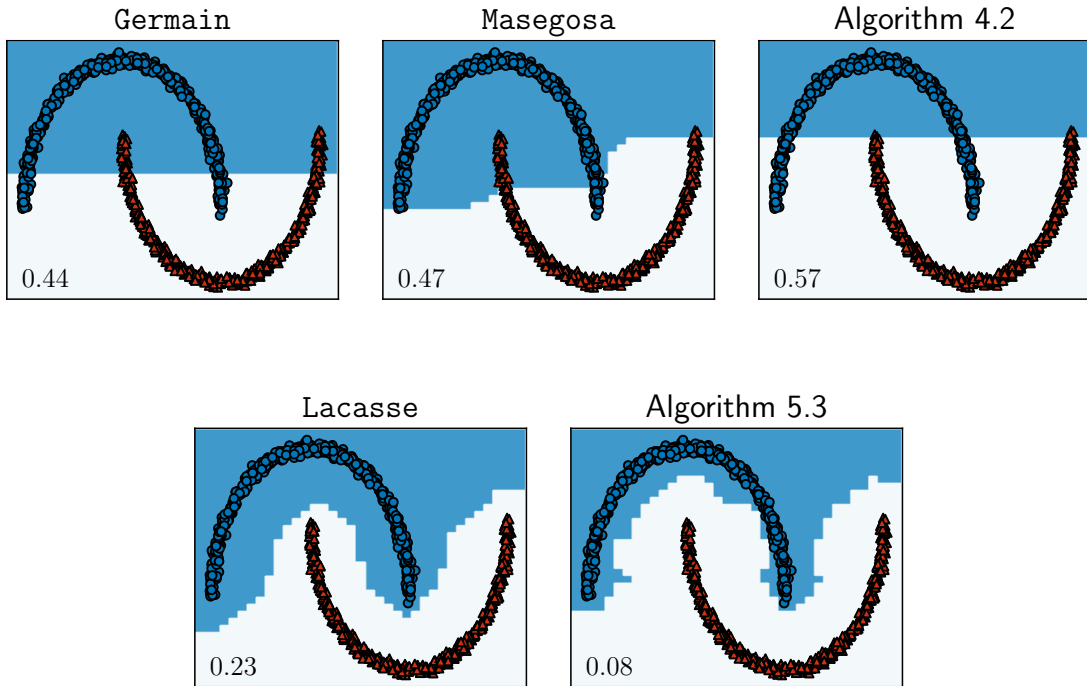 Germain
Masegosa
Algorithm 4.2
0.44
0.47
0.57
Lacasse
Algorithm 5.3
0.23
0.08